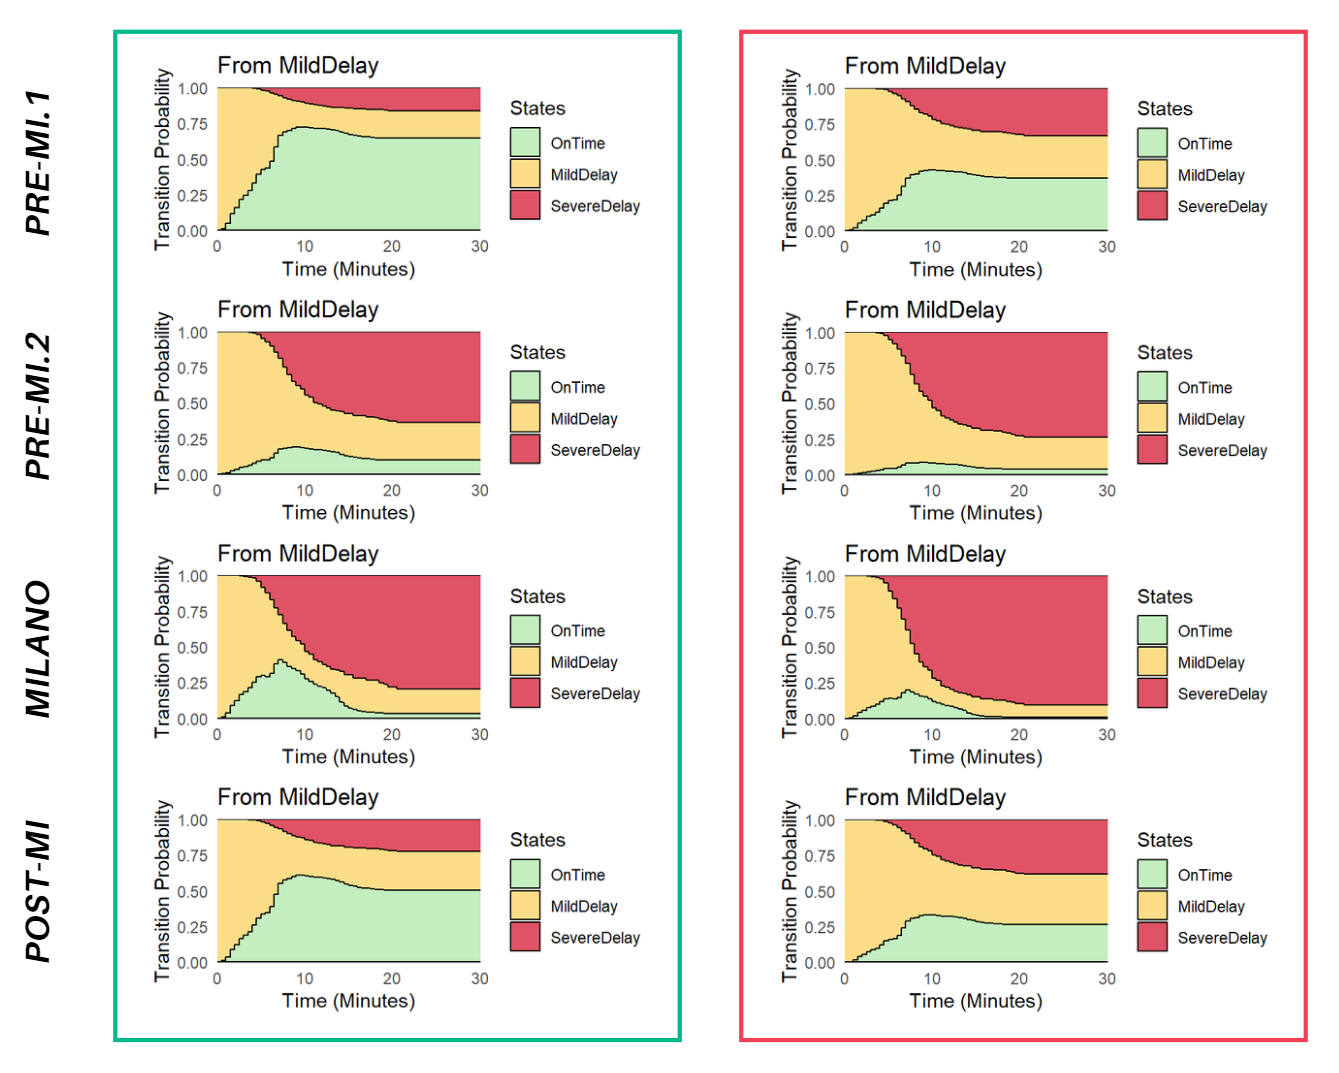 PRE-MI.1
From MildDelay
Transition Probability
1.00
0.75
0.50
0.25
0.00
0 10 20 30
Time (Minutes)
States
OnTime
MildDelay
SevereDelay
From MildDelay
Transition Probability
1.00
0.75
0.50
0.25
0.00
0 10 20 30
Time (Minutes)
States
OnTime
MildDelay
SevereDelay
PRE-MI.2
From MildDelay
Transition Probability
1.00
0.75
0.50
0.25
0.00
0 10 20 30
Time (Minutes)
States
OnTime
MildDelay
SevereDelay
From MildDelay
Transition Probability
1.00
0.75
0.50
0.25
0.00
0 10 20 30
Time (Minutes)
States
OnTime
MildDelay
SevereDelay
MILANO
From MildDelay
Transition Probability
1.00
0.75
0.50
0.25
0.00
0 10 20 30
Time (Minutes)
States
OnTime
MildDelay
SevereDelay
From MildDelay
Transition Probability
1.00
0.75
0.50
0.25
0.00
0 10 20 30
Time (Minutes)
States
OnTime
MildDelay
SevereDelay
POST-MI
From MildDelay
Transition Probability
1.00
0.75
0.50
0.25
0.00
0 10 20 30
Time (Minutes)
States
OnTime
MildDelay
SevereDelay
From MildDelay
Transition Probability
1.00
0.75
0.50
0.25
0.00
0 10 20 30
Time (Minutes)
States
OnTime
MildDelay
SevereDelay